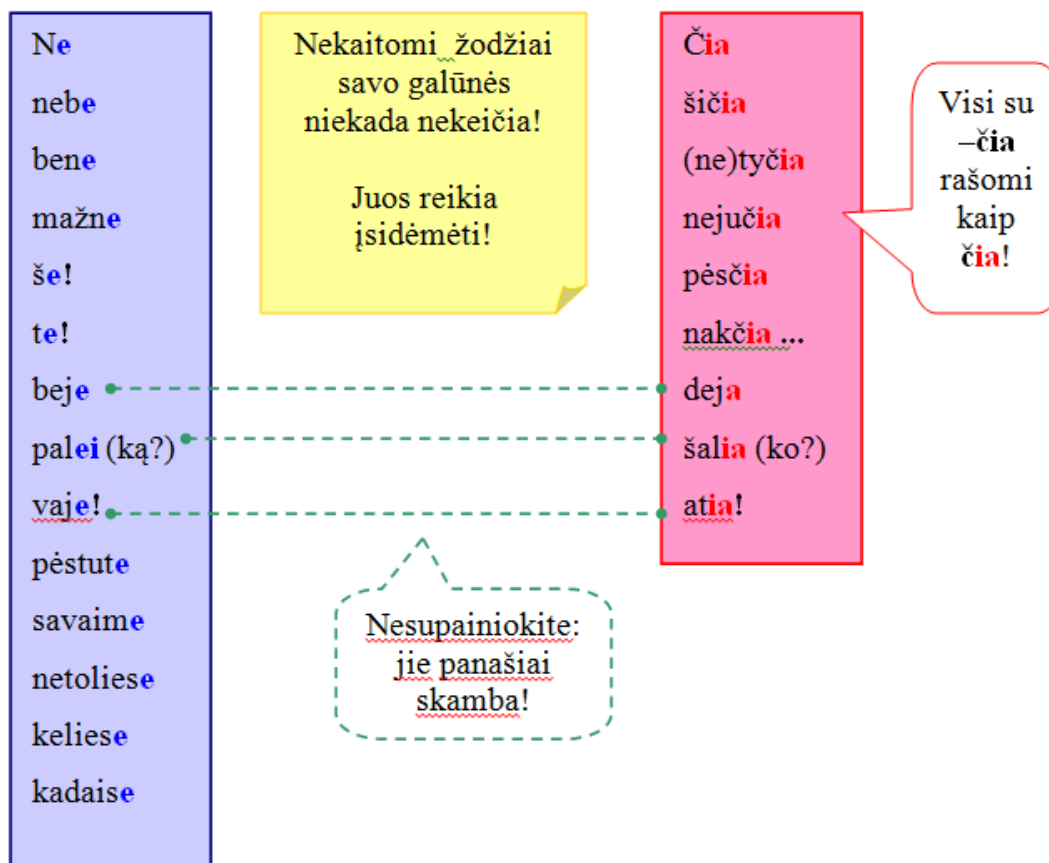 Ne
nebe
bene
mažne
še!
te!
beje
palei (ką?)
vaje!
pėstute
savaime
netoliese
keliese
kadaise
Nekaitomi žodžiai
savo galūnės
niekada nekeičia!
Juos reikia
įsidėmėti!
Čia
šičia
(ne)tyčia
nejučia
pėsčia
nakčia ...
deja
šalia (ko?)
atia!
Visi su
–čia
rašomi
kaip
čia!
Nesupainiokite:
jie panašiai
skamba!